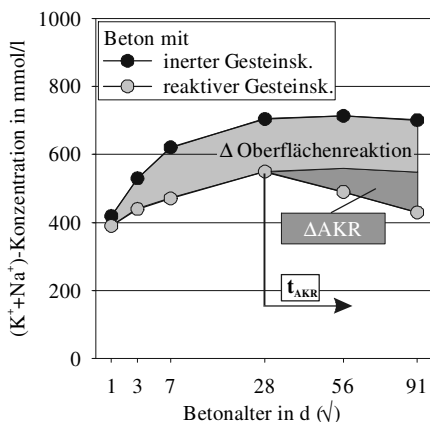 (K⁺+Na⁺)-Konzentration in mmol/l
1000
800
600
400
200
0
Beton mit
inerter Gesteinsk.
reaktiver Gesteinsk.
Δ Oberflächenreaktion
ΔAKR
t_AKR
1 3 7 28 56 91
Betonalter in d (√)